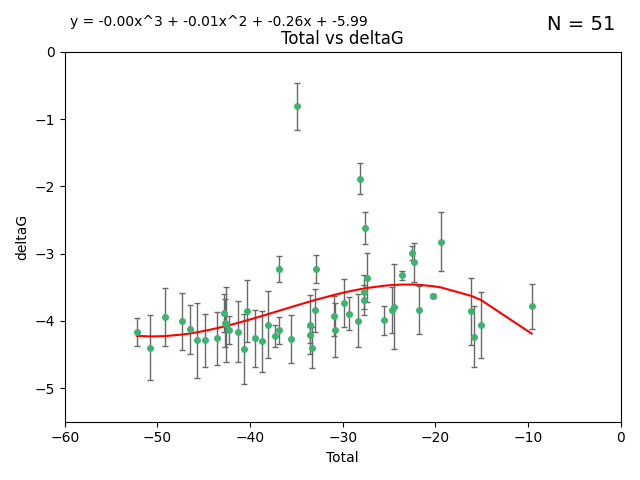 y = -0.00x^3 + -0.01x^2 + -0.26x + -5.99
N = 51
Total vs deltaG
0
−1
−2
−3
−4
−5
deltaG
−60 −50 −40 −30 −20 −10 0
Total